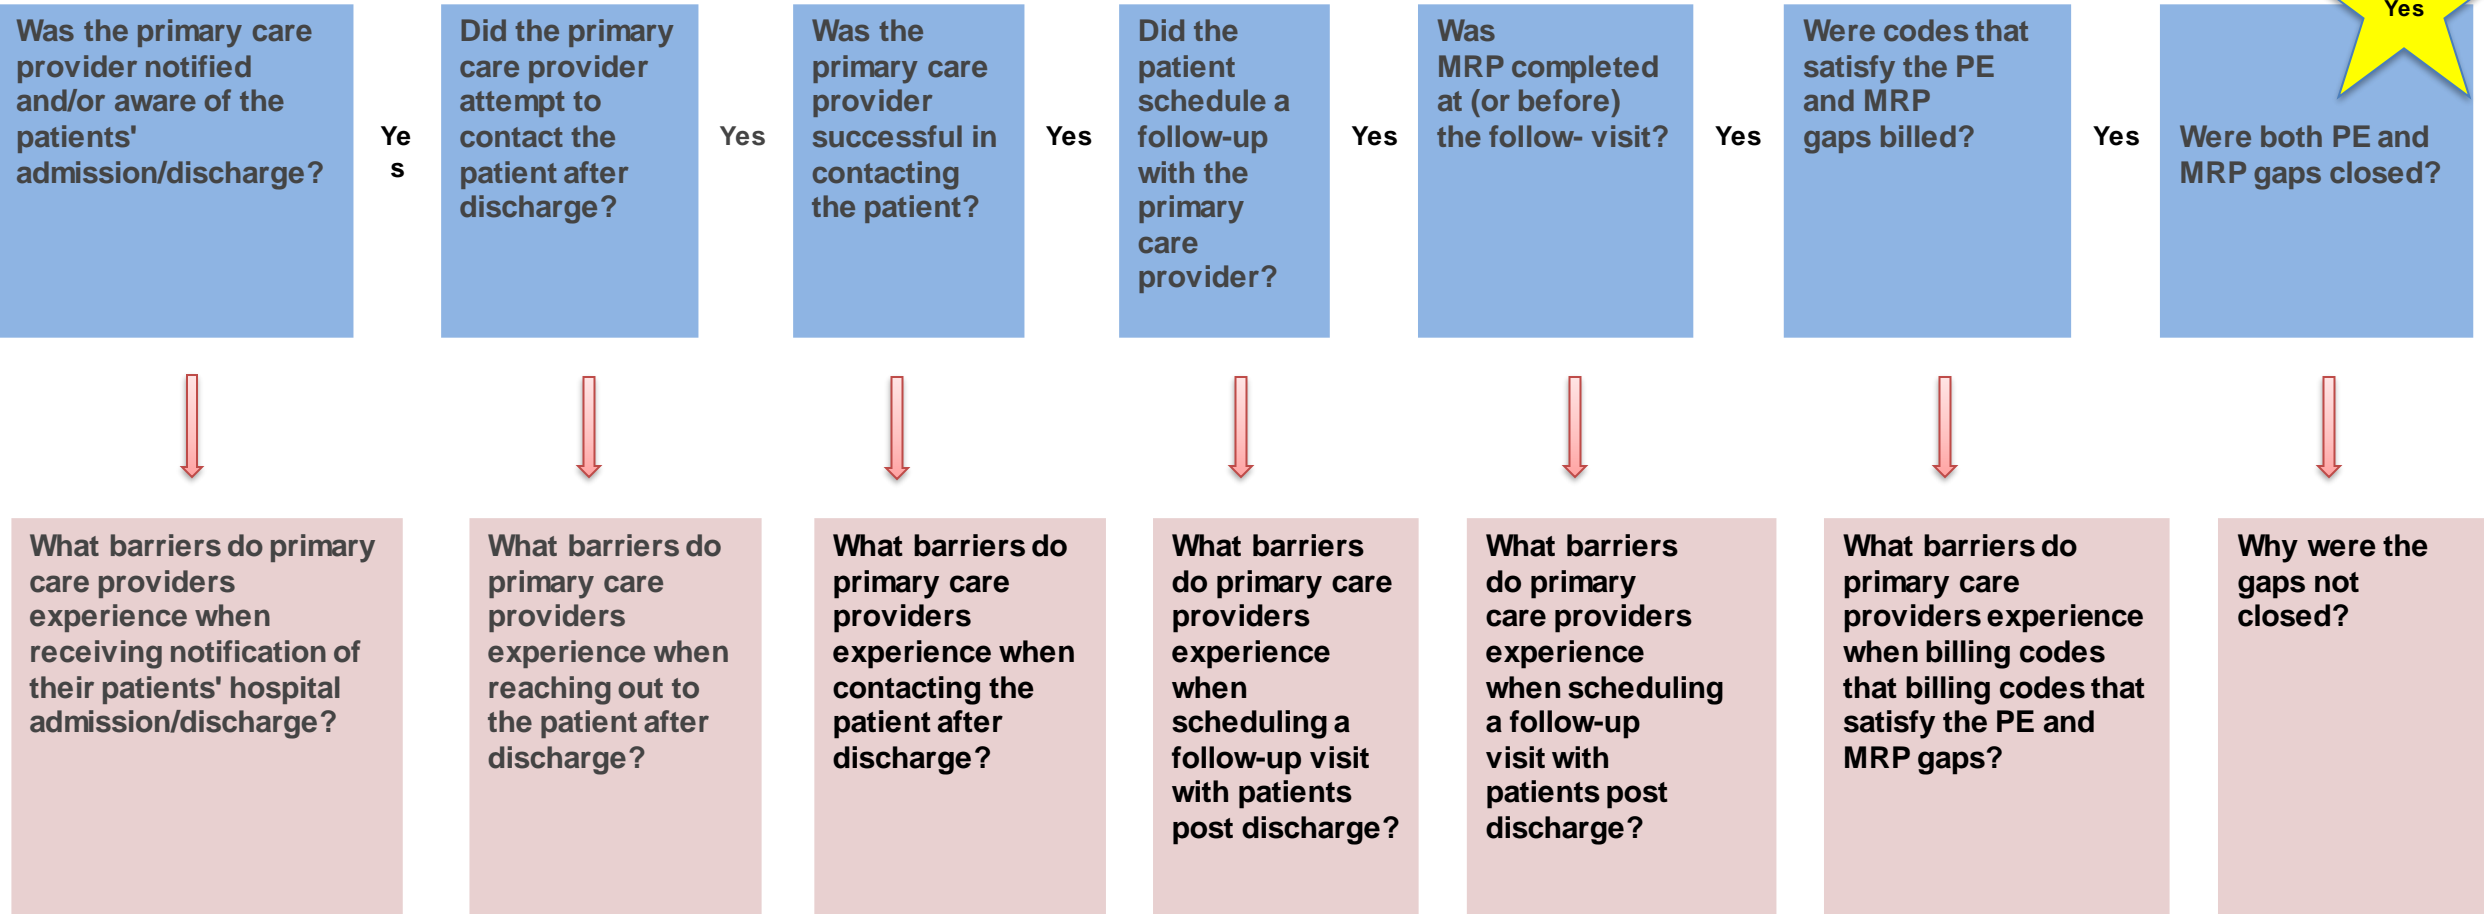 Was the primary care
provider notified
and/or aware of the
patients'
admission/discharge?
Ye
s
Did the primary
care provider
attempt to
contact the
patient after
discharge?
Yes
Was the
primary care
provider
successful in
contacting
the patient?
Yes
Did the
patient
schedule a
follow-up
with the
primary
care
provider?
Yes
Was
MRP completed
at (or before)
the follow- visit?
Yes
Were codes that
satisfy the PE
and MRP
gaps billed?
Yes
Were both PE and
MRP gaps closed?
Yes
What barriers do primary
care providers
experience when
receiving notification of
their patients' hospital
admission/discharge?
What barriers do
primary care
providers
experience when
reaching out to
the patient after
discharge?
What barriers do
primary care
providers
experience when
contacting the
patient after
discharge?
What barriers
do primary care
providers
experience
when
scheduling a
follow-up visit
with patients
post discharge?
What barriers
do primary
care providers
experience
when scheduling
a follow-up
visit with
patients post
discharge?
What barriers do
primary care
providers experience
when billing codes
that billing codes that
satisfy the PE and
MRP gaps?
Why were the
gaps not
closed?